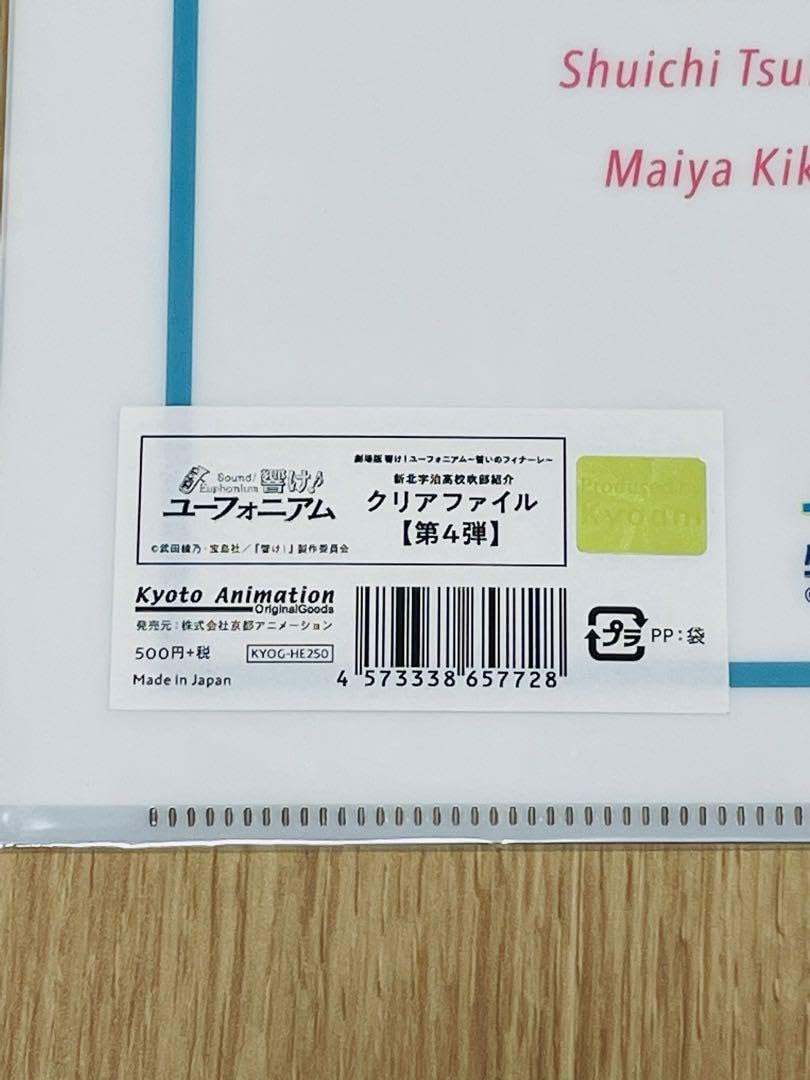 Shuichi Tsu
Maiya Kik
Sound!
Euphonium
響け♪
ユーフォニアム
劇場版 響け！ユーフォニアム〜誓いのフィナーレ〜
新北宇治高校吹部紹介
クリアファイル
【第4弾】
©武田綾乃・宝島社／『響け！』製作委員会
Kyoani
Kyoto Animation
OriginalGoods
発売元：株式会社京都アニメーション
500円+税
KYOG-HE250
Made in Japan
4 573338 657728
プラ
PP：袋